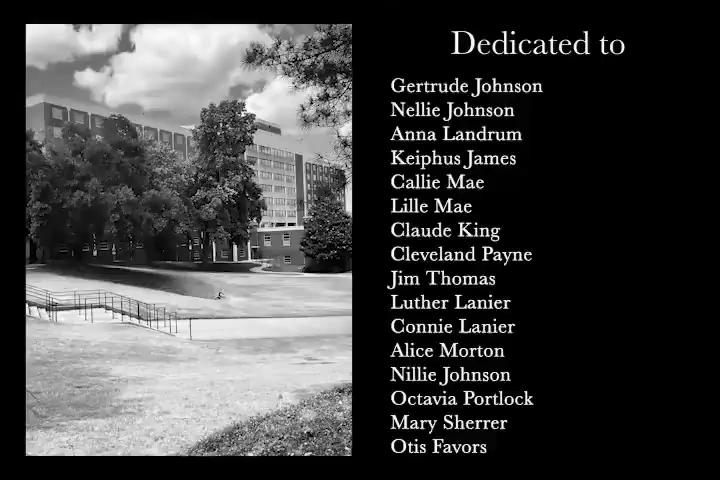 Dedicated to
Gertrude Johnson
Nellie Johnson
Anna Landrum
Keiphus James
Callie Mae
Lille Mae
Claude King
Cleveland Payne
Jim Thomas
Luther Lanier
Connie Lanier
Alice Morton
Nillie Johnson
Octavia Portlock
Mary Sherrer
Otis Favors